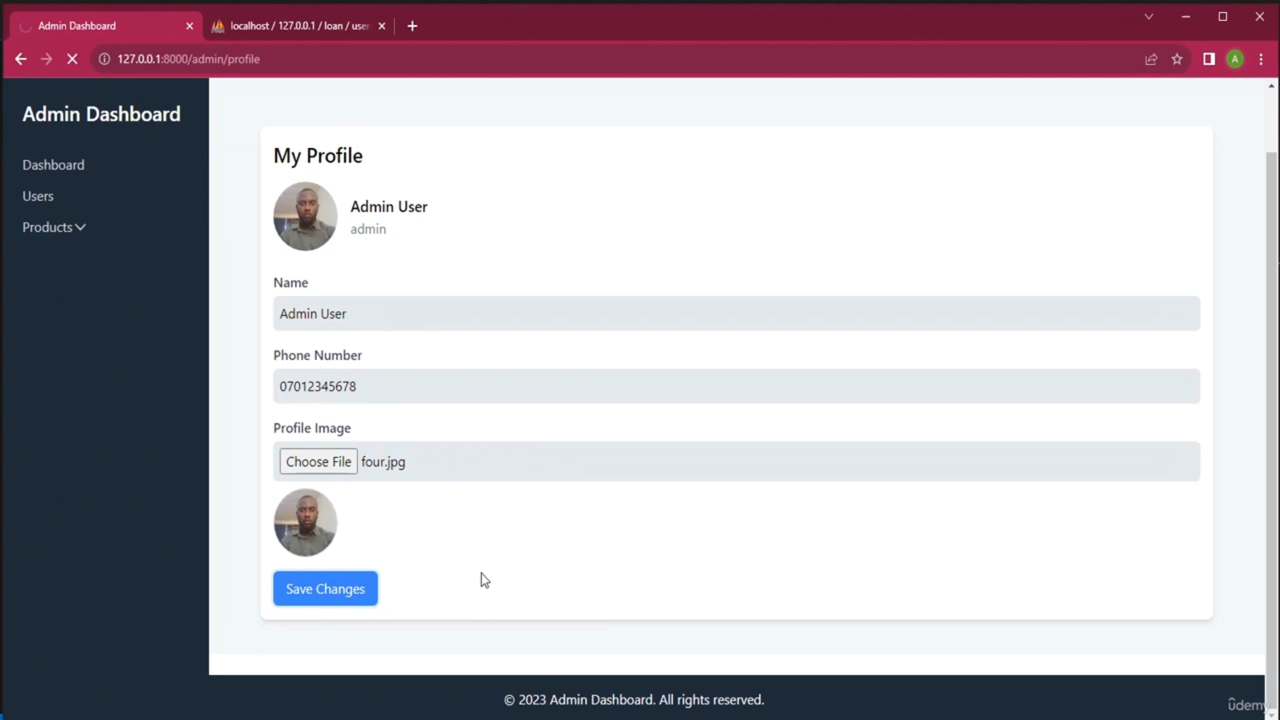 Admin Dashboard
localhost / 127.0.0.1 / loan / use
127.0.0.1:8000/admin/profile
A
Admin Dashboard
Dashboard
Users
Products
My Profile
Admin User
admin
Name
Admin User
Phone Number
07012345678
Profile Image
Choose File four.jpg
Save Changes
© 2023 Admin Dashboard. All rights reserved.
ûdemy